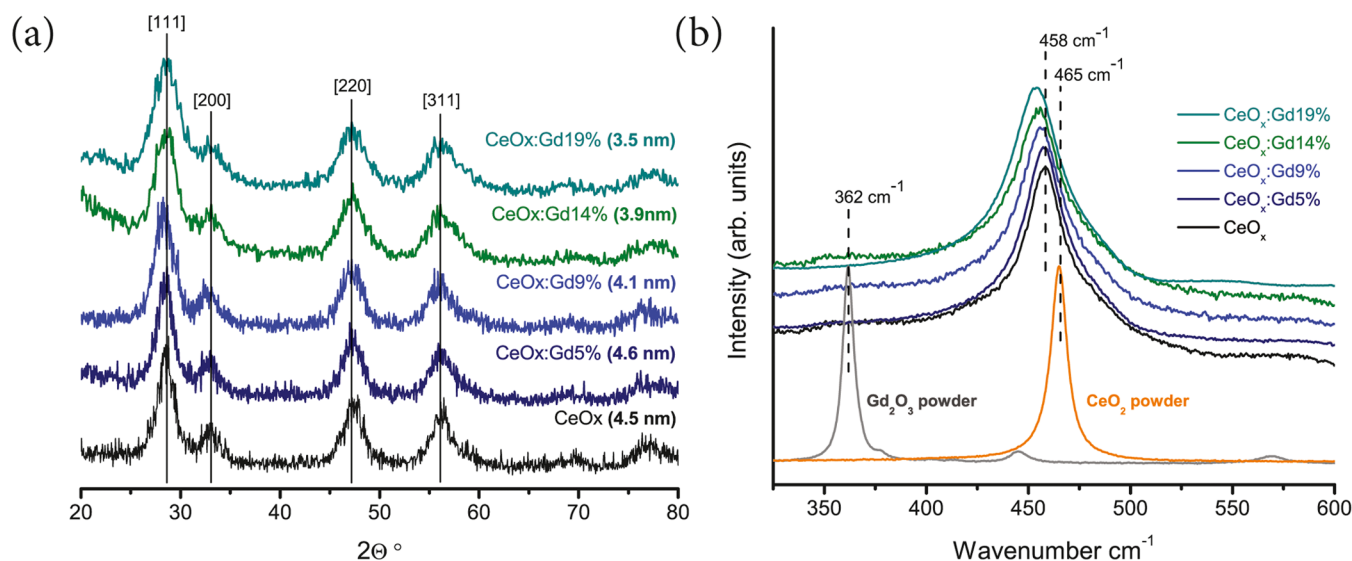 (a)
[111]
[200]
[220]
[311]
CeOx:Gd19% (3.5 nm)
CeOx:Gd14% (3.9nm)
CeOx:Gd9% (4.1 nm)
CeOx:Gd5% (4.6 nm)
CeOx (4.5 nm)
20 30 40 50 60 70 80
2Θ °
(b)
458 cm⁻¹
465 cm⁻¹
362 cm⁻¹
CeOₓ:Gd19%
CeOₓ:Gd14%
CeOₓ:Gd9%
CeOₓ:Gd5%
CeOₓ
Gd₂O₃ powder
CeO₂ powder
Intensity (arb. units)
350 400 450 500 550 600
Wavenumber cm⁻¹